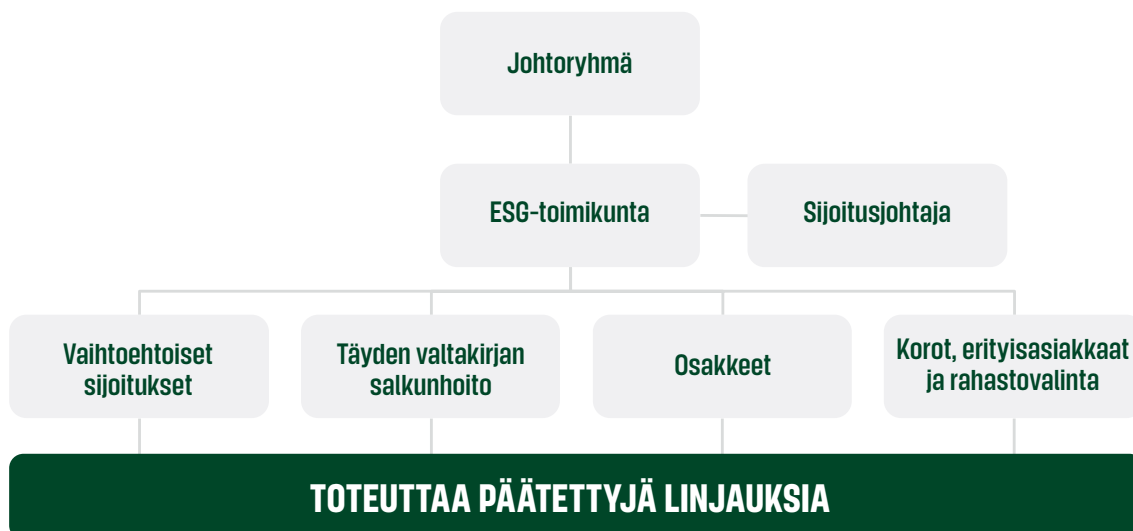 Johtoryhmä
ESG-toimikunta
Sijoitusjohtaja
Vaihtoehtoiset
sijoitukset
Täyden valtakirjan
salkunhoito
Osakkeet
Korot, erityisasiakkaat
ja rahastovalinta
TOTEUTTAA PÄÄTETTYJÄ LINJAUKSIA